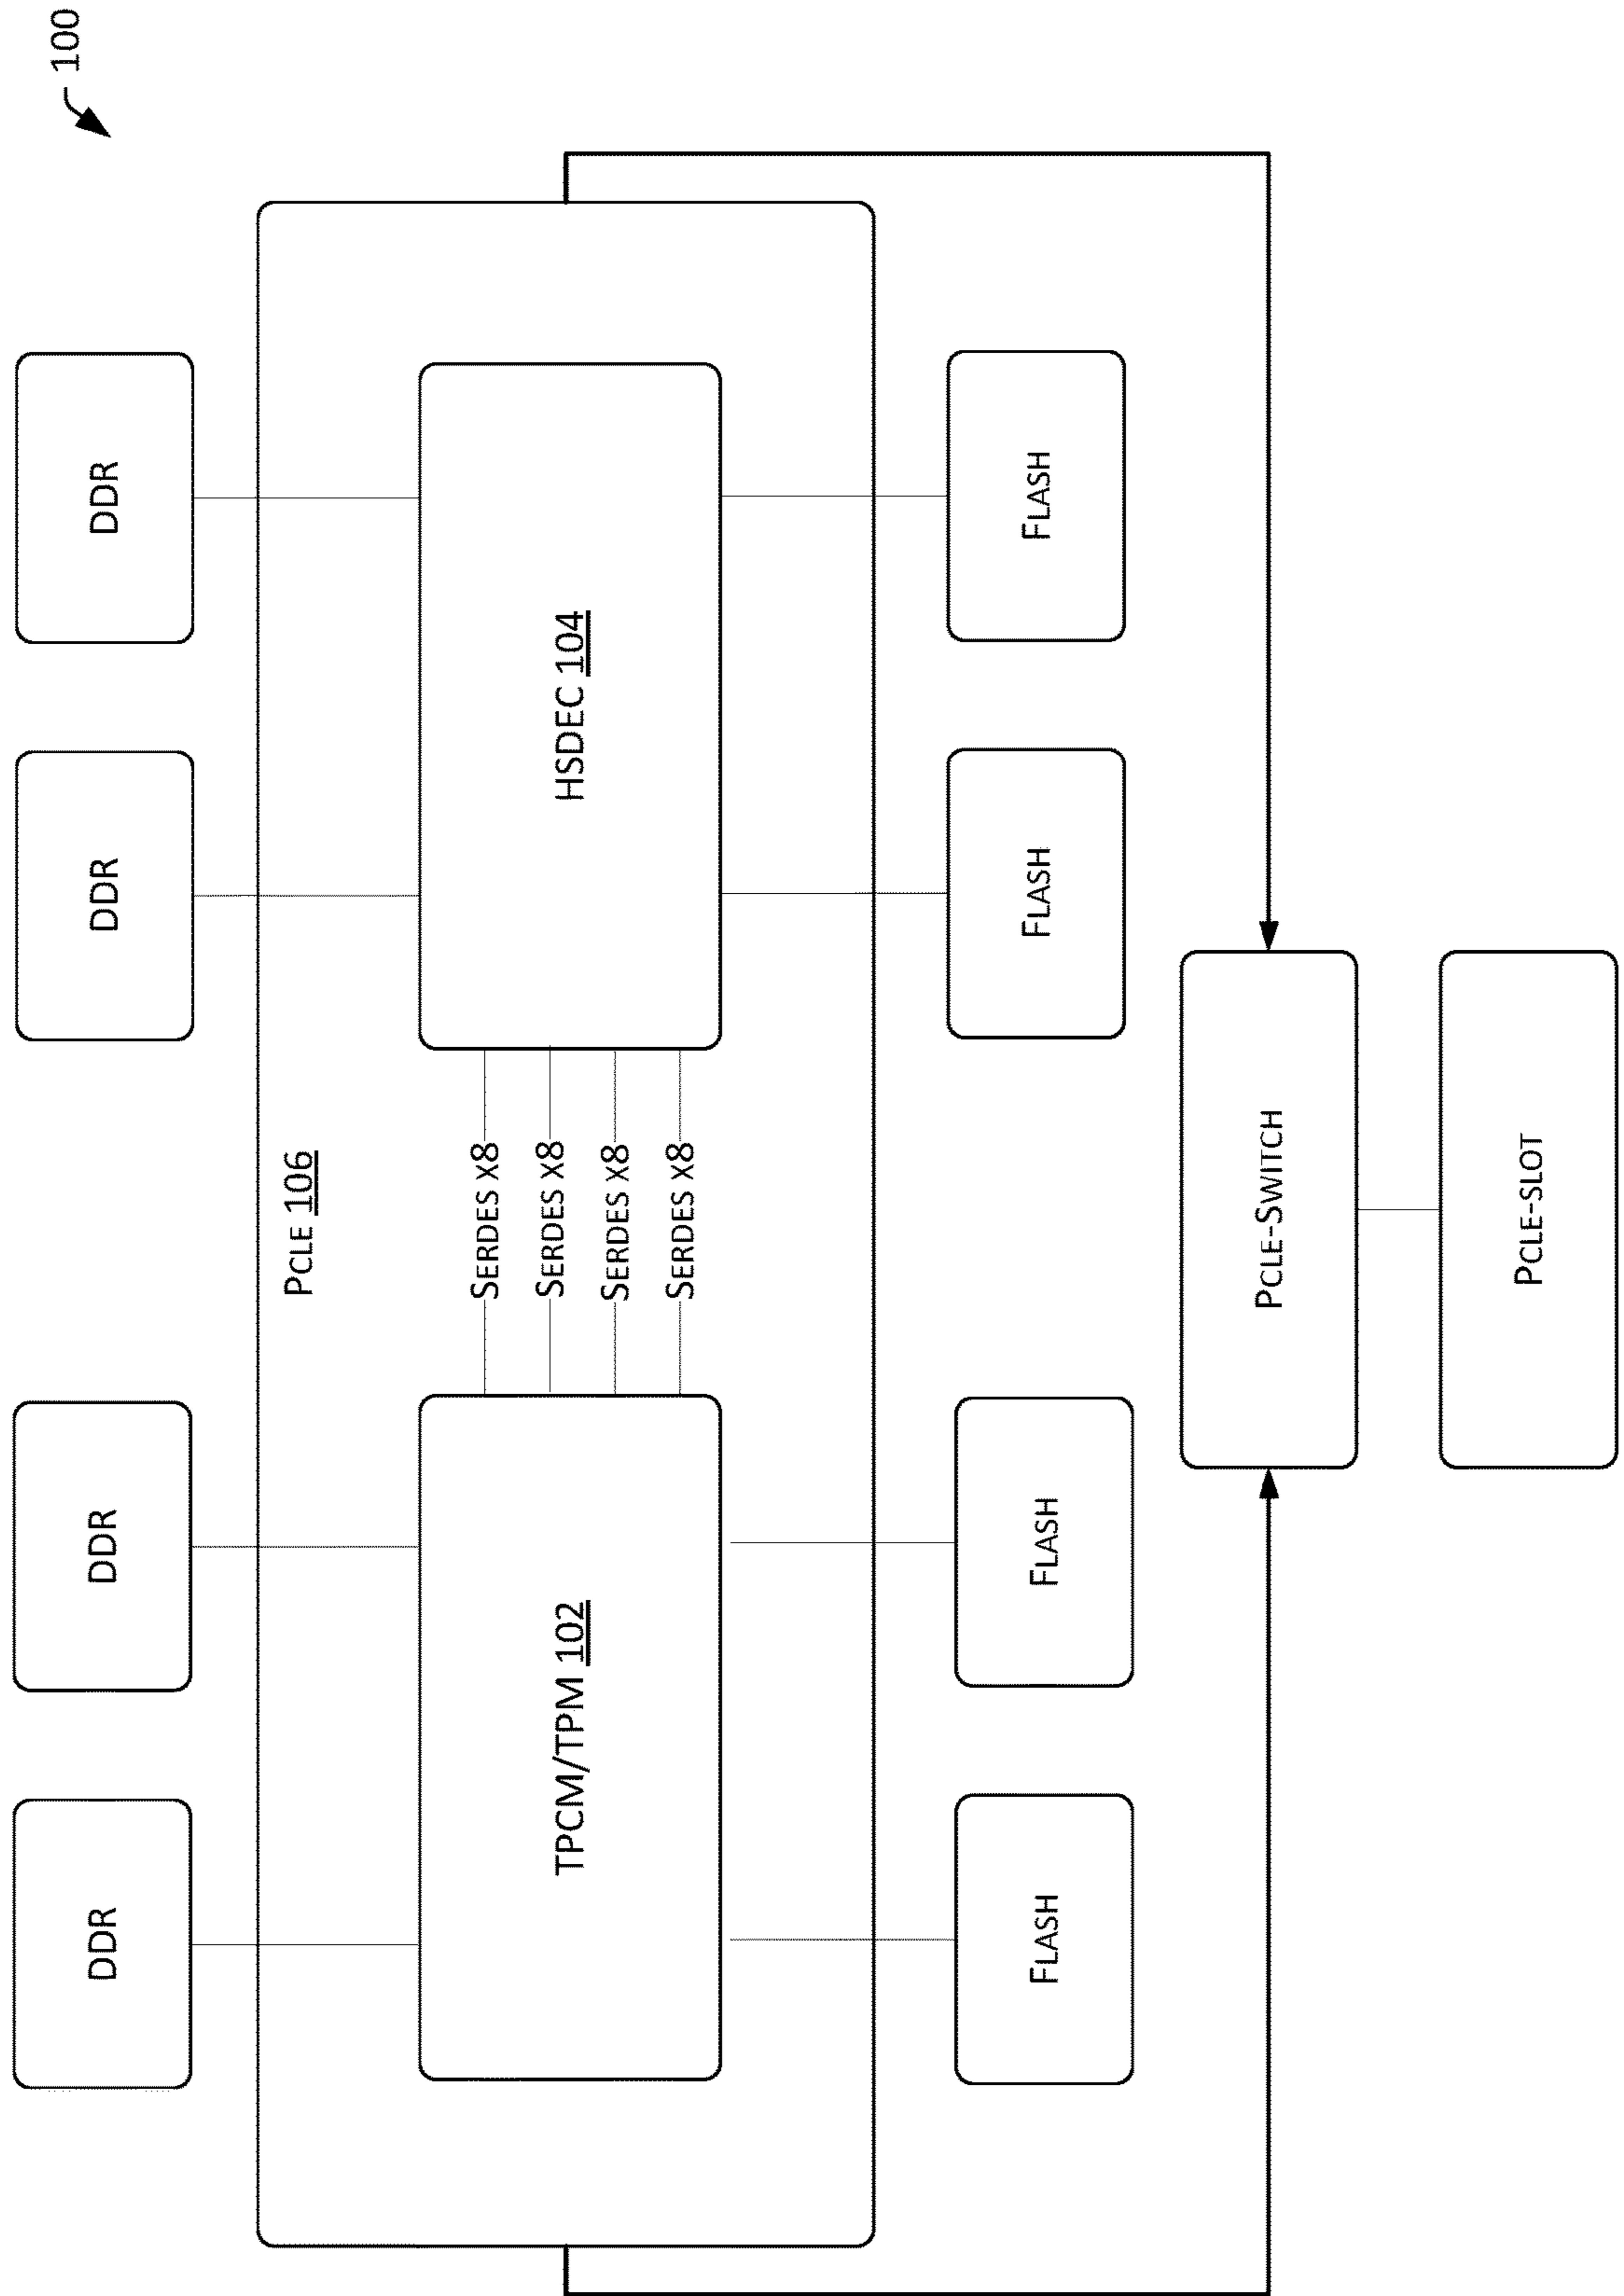 100
DDR
DDR
DDR
DDR
PCLE 106
TPCM/TPM 102
SERDES X8
SERDES X8
SERDES X8
SERDES X8
HSDEC 104
FLASH
FLASH
FLASH
FLASH
PCLE-SWITCH
PCLE-SLOT